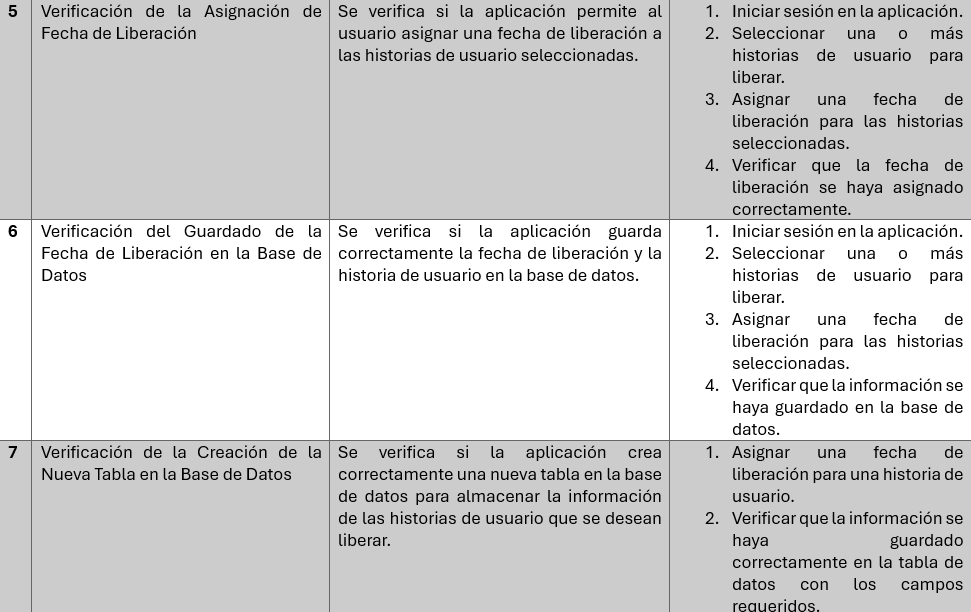 5
Verificación de la Asignación de
Fecha de Liberación
Se verifica si la aplicación permite al
usuario asignar una fecha de liberación a
las historias de usuario seleccionadas.
1. Iniciar sesión en la aplicación.
2. Seleccionar una o más
historias de usuario para
liberar.
3. Asignar una fecha de
liberación para las historias
seleccionadas.
4. Verificar que la fecha de
liberación se haya asignado
correctamente.
6
Verificación del Guardado de la
Fecha de Liberación en la Base de
Datos
Se verifica si la aplicación guarda
correctamente la fecha de liberación y la
historia de usuario en la base de datos.
1. Iniciar sesión en la aplicación.
2. Seleccionar una o más
historias de usuario para
liberar.
3. Asignar una fecha de
liberación para las historias
seleccionadas.
4. Verificar que la información se
haya guardado en la base de
datos.
7
Verificación de la Creación de la
Nueva Tabla en la Base de Datos
Se verifica si la aplicación crea
correctamente una nueva tabla en la base
de datos para almacenar la información
de las historias de usuario que se desean
liberar.
1. Asignar una fecha de
liberación para una historia de
usuario.
2. Verificar que la información se
haya guardado
correctamente en la tabla de
datos con los campos
requeridos.